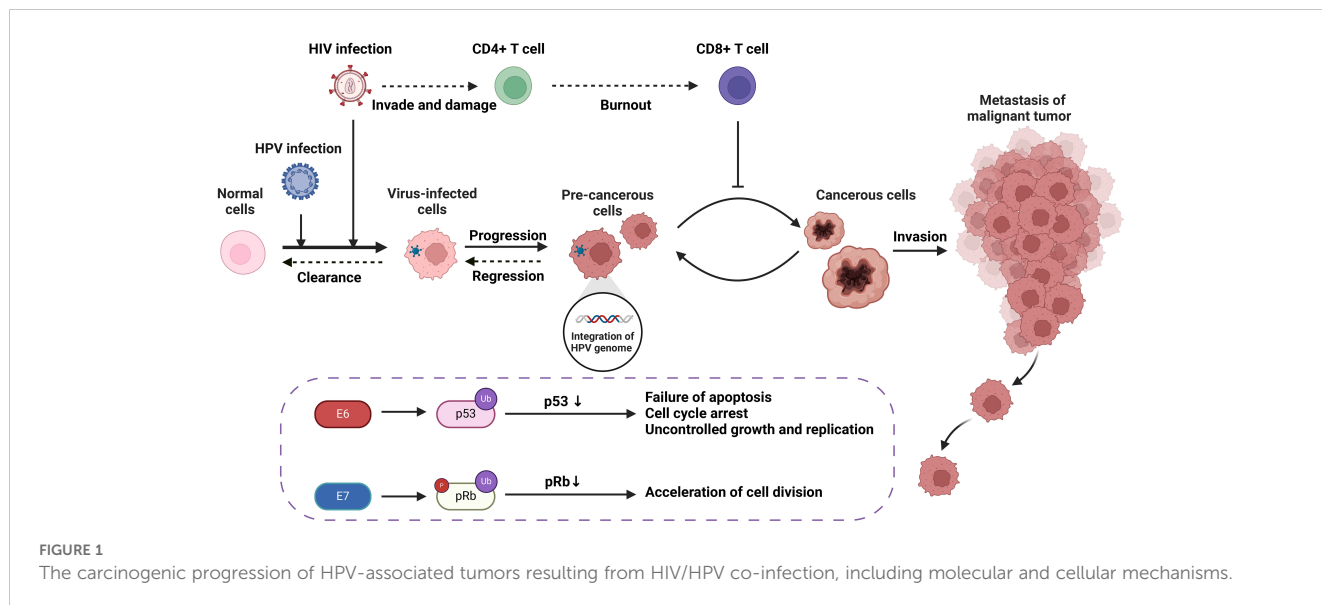 HIV infection
CD4+ T cell
CD8+ T cell
Invade and damage
Burnout
Metastasis of
malignant tumor
HPV infection
Normal
cells
Virus-infected
cells
Pre-cancerous
cells
Cancerous cells
Progression
Invasion
Clearance
Regression
Integration of
HPV genome
E6
p53
Ub
p53 ↓
Failure of apoptosis
Cell cycle arrest
Uncontrolled growth and replication
E7
P
pRb
Ub
pRb↓
Acceleration of cell division
FIGURE 1
The carcinogenic progression of HPV-associated tumors resulting from HIV/HPV co-infection, including molecular and cellular mechanisms.